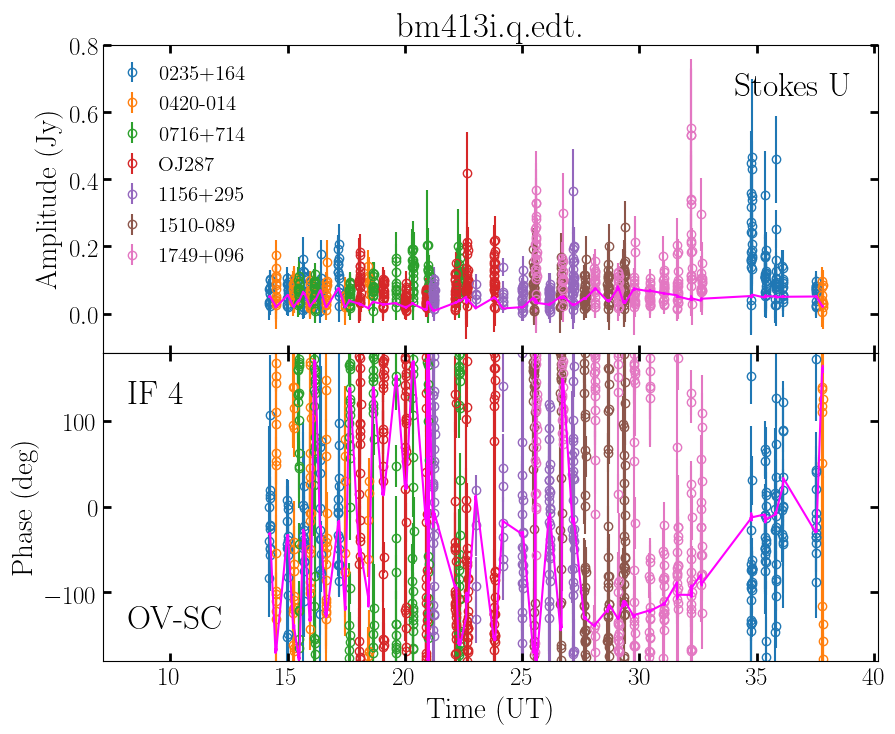 bm413i.q.edt.
Stokes U
0235+164
0420-014
0716+714
OJ287
1156+295
1510-089
1749+096
Amplitude (Jy)
0.8
0.6
0.4
0.2
0.0
IF 4
OV-SC
Phase (deg)
100
0
−100
10 15 20 25 30 35 40
Time (UT)